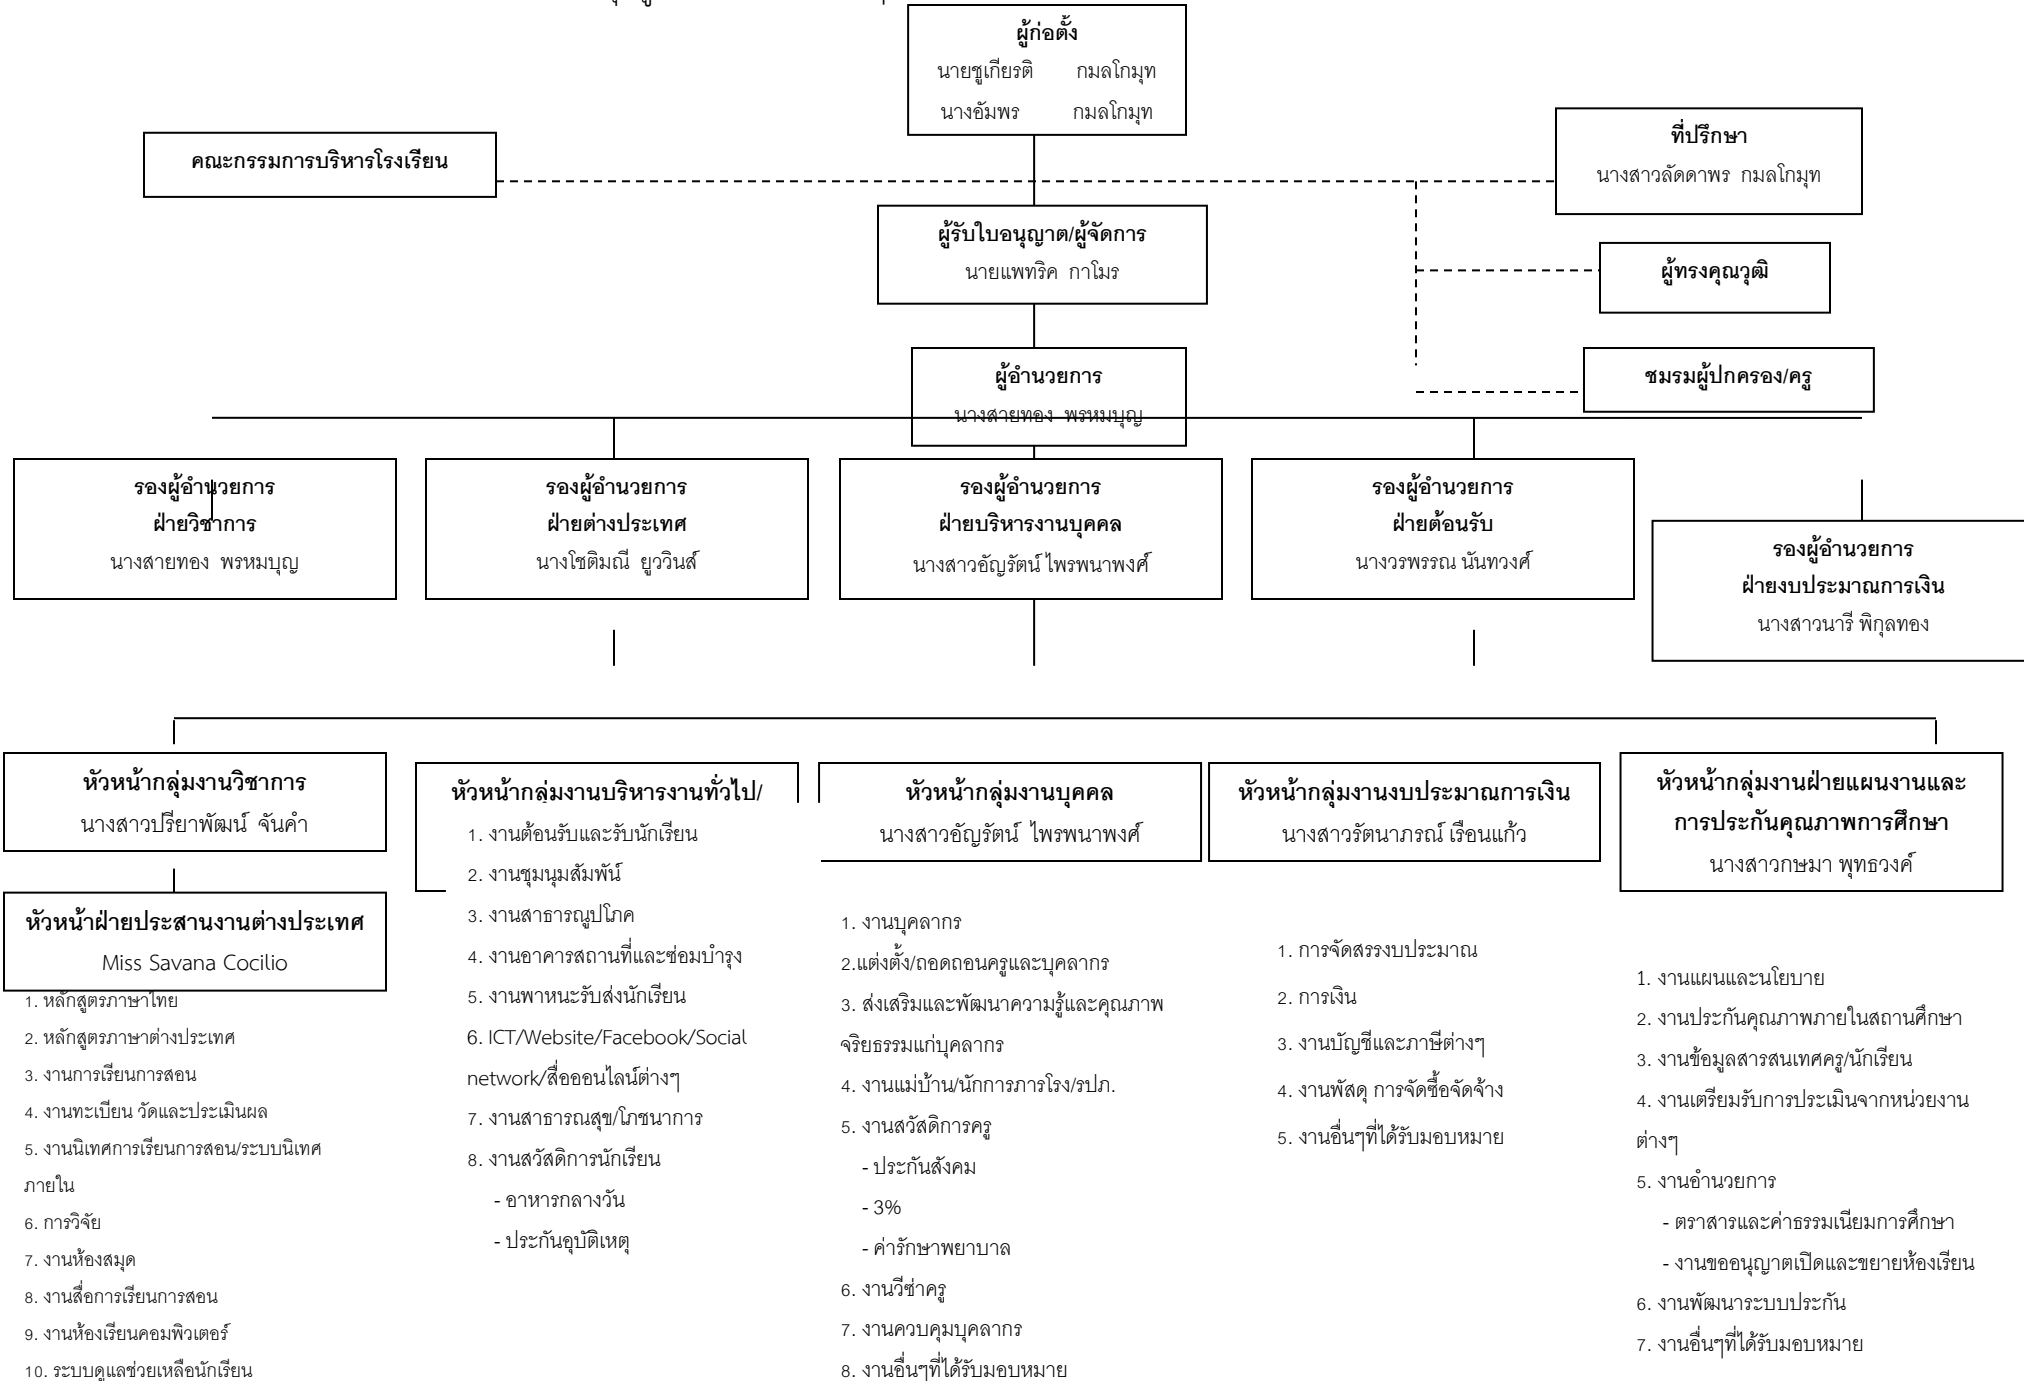 ผู้ก่อตั้ง
นายชูเกียรติ กมลโกมุท
นางอัมพร กมลโกมุท
คณะกรรมการบริหารโรงเรียน
ที่ปรึกษา
นางสาวลัดดาพร กมลโกมุท
ผู้รับใบอนุญาต/ผู้จัดการ
นายแพทริค กาโมร
ผู้ทรงคุณวุฒิ
ผู้อำนวยการ
นางสายทอง พรหมบุญ
ชมรมผู้ปกครอง/ครู
รองผู้อำนวยการ
ฝ่ายวิชาการ
นางสายทอง พรหมบุญ
รองผู้อำนวยการ
ฝ่ายต่างประเทศ
นางโชติมณี ยูววินส์
รองผู้อำนวยการ
ฝ่ายบริหารงานบุคคล
นางสาวอัญรัตน์ ไพรพนาพงศ์
รองผู้อำนวยการ
ฝ่ายต้อนรับ
นางวรพรรณ นันทวงศ์
รองผู้อำนวยการ
ฝ่ายงบประมาณการเงิน
นางสาวนารี พิกุลทอง
หัวหน้ากลุ่มงานวิชาการ
นางสาวปรียาพัฒน์ จันคำ
หัวหน้าฝ่ายประสานงานต่างประเทศ
Miss Savana Cocilio
1. หลักสูตรภาษาไทย
2. หลักสูตรภาษาต่างประเทศ
3. งานการเรียนการสอน
4. งานทะเบียน วัดและประเมินผล
5. งานนิเทศการเรียนการสอน/ระบบนิเทศ
ภายใน
6. การวิจัย
7. งานห้องสมุด
8. งานสื่อการเรียนการสอน
9. งานห้องเรียนคอมพิวเตอร์
10. ระบบดูแลช่วยเหลือนักเรียน
หัวหน้ากลุ่มงานบริหารงานทั่วไป/
1. งานต้อนรับและรับนักเรียน
2. งานชุมนุมสัมพันธ์
3. งานสาธารณูปโภค
4. งานอาคารสถานที่และซ่อมบำรุง
5. งานพาหนะรับส่งนักเรียน
6. ICT/Website/Facebook/Social
network/สื่อออนไลน์ต่างๆ
7. งานสาธารณสุข/โภชนาการ
8. งานสวัสดิการนักเรียน
- อาหารกลางวัน
- ประกันอุบัติเหตุ
หัวหน้ากลุ่มงานบุคคล
นางสาวอัญรัตน์ ไพรพนาพงศ์
1. งานบุคลากร
2.แต่งตั้ง/ถอดถอนครูและบุคลากร
3. ส่งเสริมและพัฒนาความรู้และคุณภาพ
จริยธรรมแก่บุคลากร
4. งานแม่บ้าน/นักการภารโรง/รปภ.
5. งานสวัสดิการครู
- ประกันสังคม
- 3%
- ค่ารักษาพยาบาล
6. งานวีซ่าครู
7. งานควบคุมบุคลากร
8. งานอื่นๆที่ได้รับมอบหมาย
หัวหน้ากลุ่มงานงบประมาณการเงิน
นางสาวรัตนาภรณ์ เรือนแก้ว
1. การจัดสรรงบประมาณ
2. การเงิน
3. งานบัญชีและภาษีต่างๆ
4. งานพัสดุ การจัดซื้อจัดจ้าง
5. งานอื่นๆที่ได้รับมอบหมาย
หัวหน้ากลุ่มงานฝ่ายแผนงานและ
การประกันคุณภาพการศึกษา
นางสาวกษมา พุทธวงค์
1. งานแผนและนโยบาย
2. งานประกันคุณภาพภายในสถานศึกษา
3. งานข้อมูลสารสนเทศครู/นักเรียน
4. งานเตรียมรับการประเมินจากหน่วยงาน
ต่างๆ
5. งานอำนวยการ
- ตราสารและค่าธรรมเนียมการศึกษา
- งานขออนุญาตเปิดและขยายห้องเรียน
6. งานพัฒนาระบบประกัน
7. งานอื่นๆที่ได้รับมอบหมาย